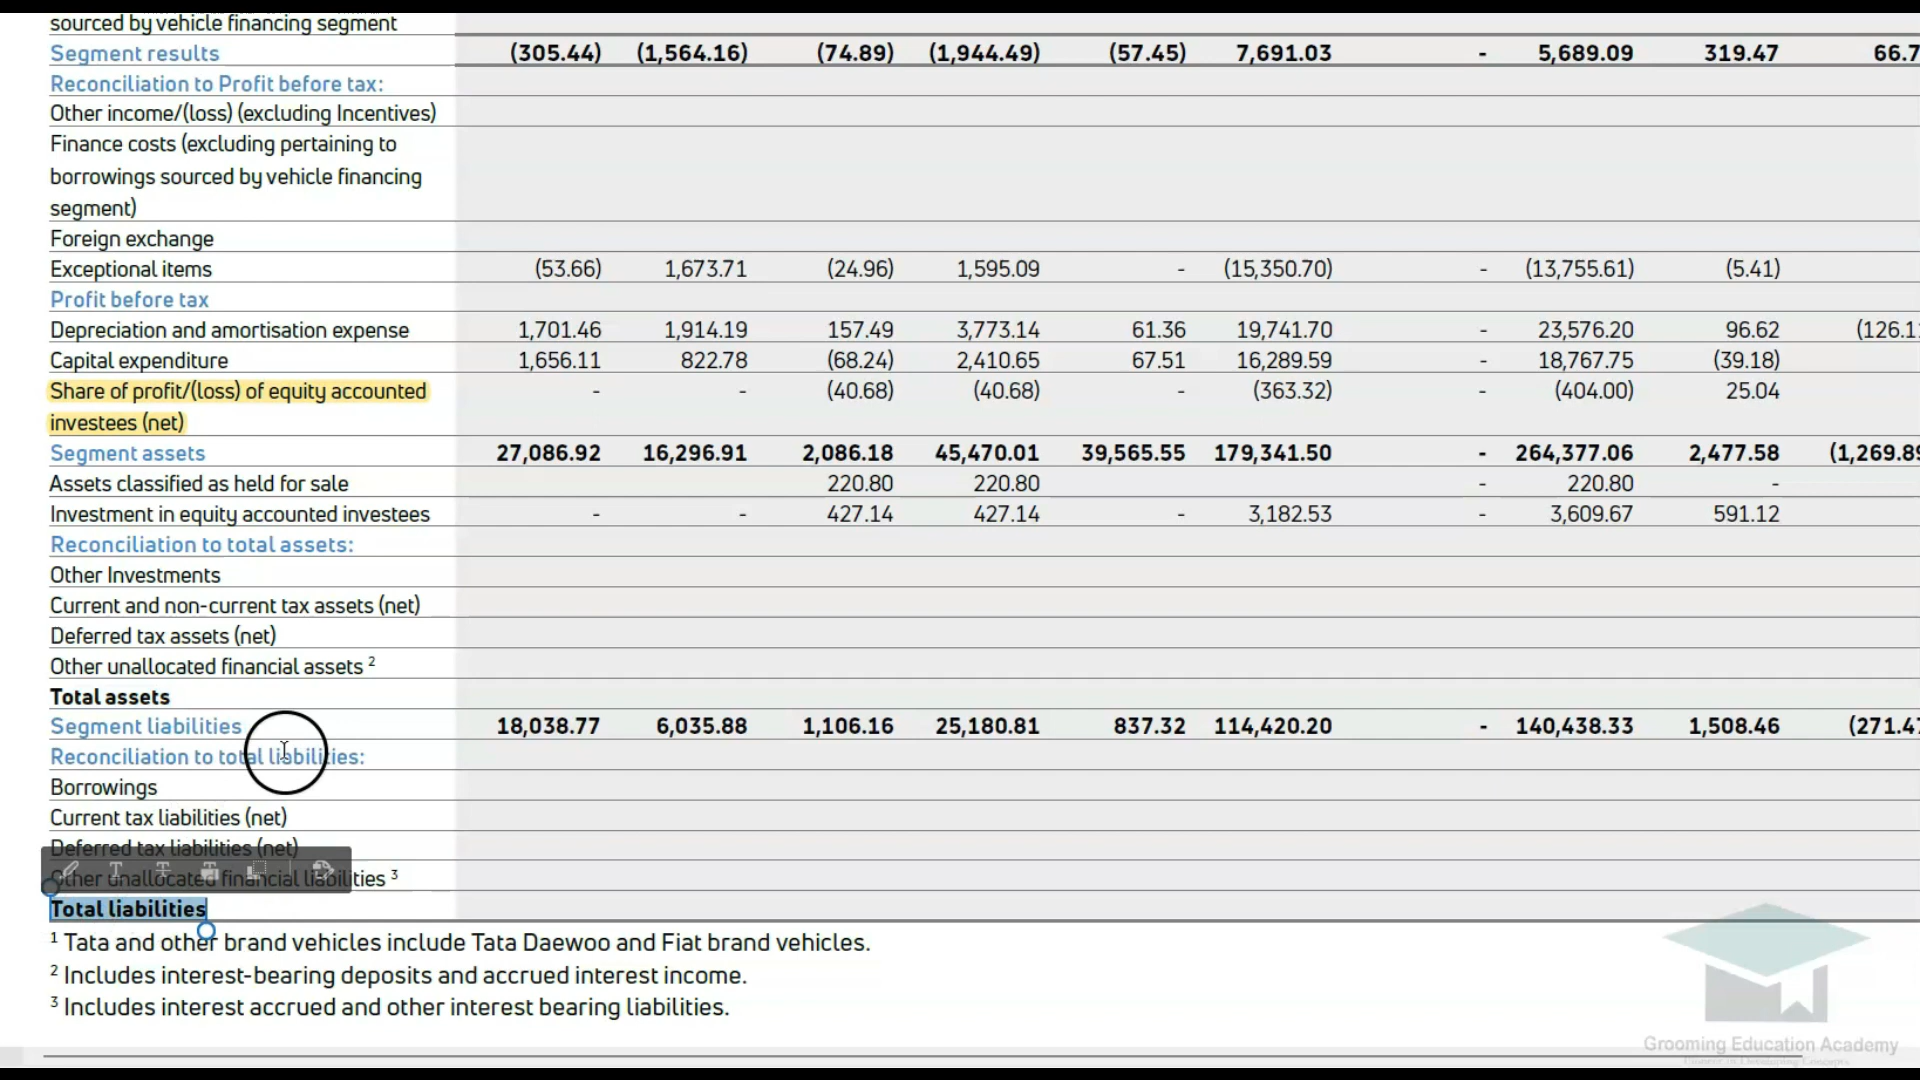 sourced by vehicle financing segment
Segment results (305.44) (1,564.16) (74.89) (1,944.49) (57.45) 7,691.03 - 5,689.09 319.47 66.7
Reconciliation to Profit before tax:
Other income/(loss) (excluding Incentives)
Finance costs (excluding pertaining to
borrowings sourced by vehicle financing
segment)
Foreign exchange
Exceptional items (53.66) 1,673.71 (24.96) 1,595.09 - (15,350.70) - (13,755.61) (5.41)
Profit before tax
Depreciation and amortisation expense 1,701.46 1,914.19 157.49 3,773.14 61.36 19,741.70 - 23,576.20 96.62 (126.1
Capital expenditure 1,656.11 822.78 (68.24) 2,410.65 67.51 16,289.59 - 18,767.75 (39.18)
Share of profit/(loss) of equity accounted - - (40.68) (40.68) - (363.32) - (404.00) 25.04
investees (net)
Segment assets 27,086.92 16,296.91 2,086.18 45,470.01 39,565.55 179,341.50 - 264,377.06 2,477.58 (1,269.89
Assets classified as held for sale 220.80 220.80 - 220.80 -
Investment in equity accounted investees - - 427.14 427.14 - 3,182.53 - 3,609.67 591.12
Reconciliation to total assets:
Other Investments
Current and non-current tax assets (net)
Deferred tax assets (net)
Other unallocated financial assets ²
Total assets
Segment liabilities 18,038.77 6,035.88 1,106.16 25,180.81 837.32 114,420.20 - 140,438.33 1,508.46 (271.47
Reconciliation to total liabilities:
Borrowings
Current tax liabilities (net)
Deferred tax liabilities (net)
Other unallocated financial liabilities ³
Total liabilities
¹ Tata and other brand vehicles include Tata Daewoo and Fiat brand vehicles.
² Includes interest-bearing deposits and accrued interest income.
³ Includes interest accrued and other interest bearing liabilities.
Grooming Education Academy